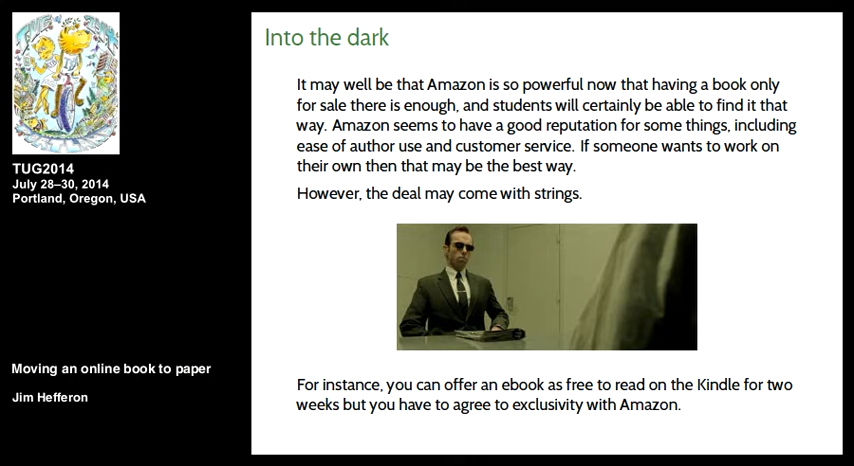 TUG2014
July 28–30, 2014
Portland, Oregon, USA
Moving an online book to paper
Jim Hefferon
Into the dark
It may well be that Amazon is so powerful now that having a book only
for sale there is enough, and students will certainly be able to find it that
way. Amazon seems to have a good reputation for some things, including
ease of author use and customer service. If someone wants to work on
their own then that may be the best way.
However, the deal may come with strings.
For instance, you can offer an ebook as free to read on the Kindle for two
weeks but you have to agree to exclusivity with Amazon.